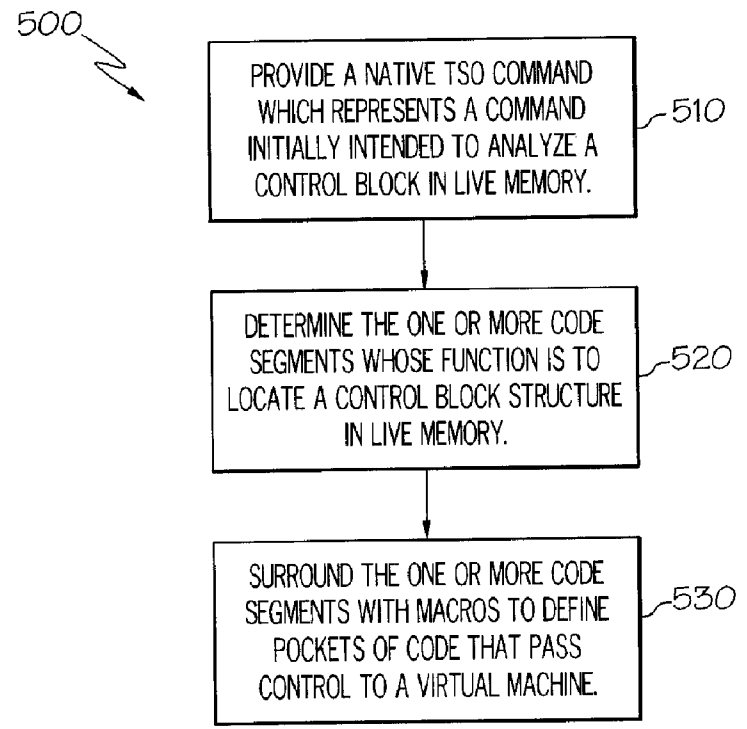 500
PROVIDE A NATIVE TSO COMMAND
WHICH REPRESENTS A COMMAND
INITIALLY INTENDED TO ANALYZE A
CONTROL BLOCK IN LIVE MEMORY.
510
DETERMINE THE ONE OR MORE CODE
SEGMENTS WHOSE FUNCTION IS TO
LOCATE A CONTROL BLOCK STRUCTURE
IN LIVE MEMORY.
520
SURROUND THE ONE OR MORE CODE
SEGMENTS WITH MACROS TO DEFINE
POCKETS OF CODE THAT PASS
CONTROL TO A VIRTUAL MACHINE.
530